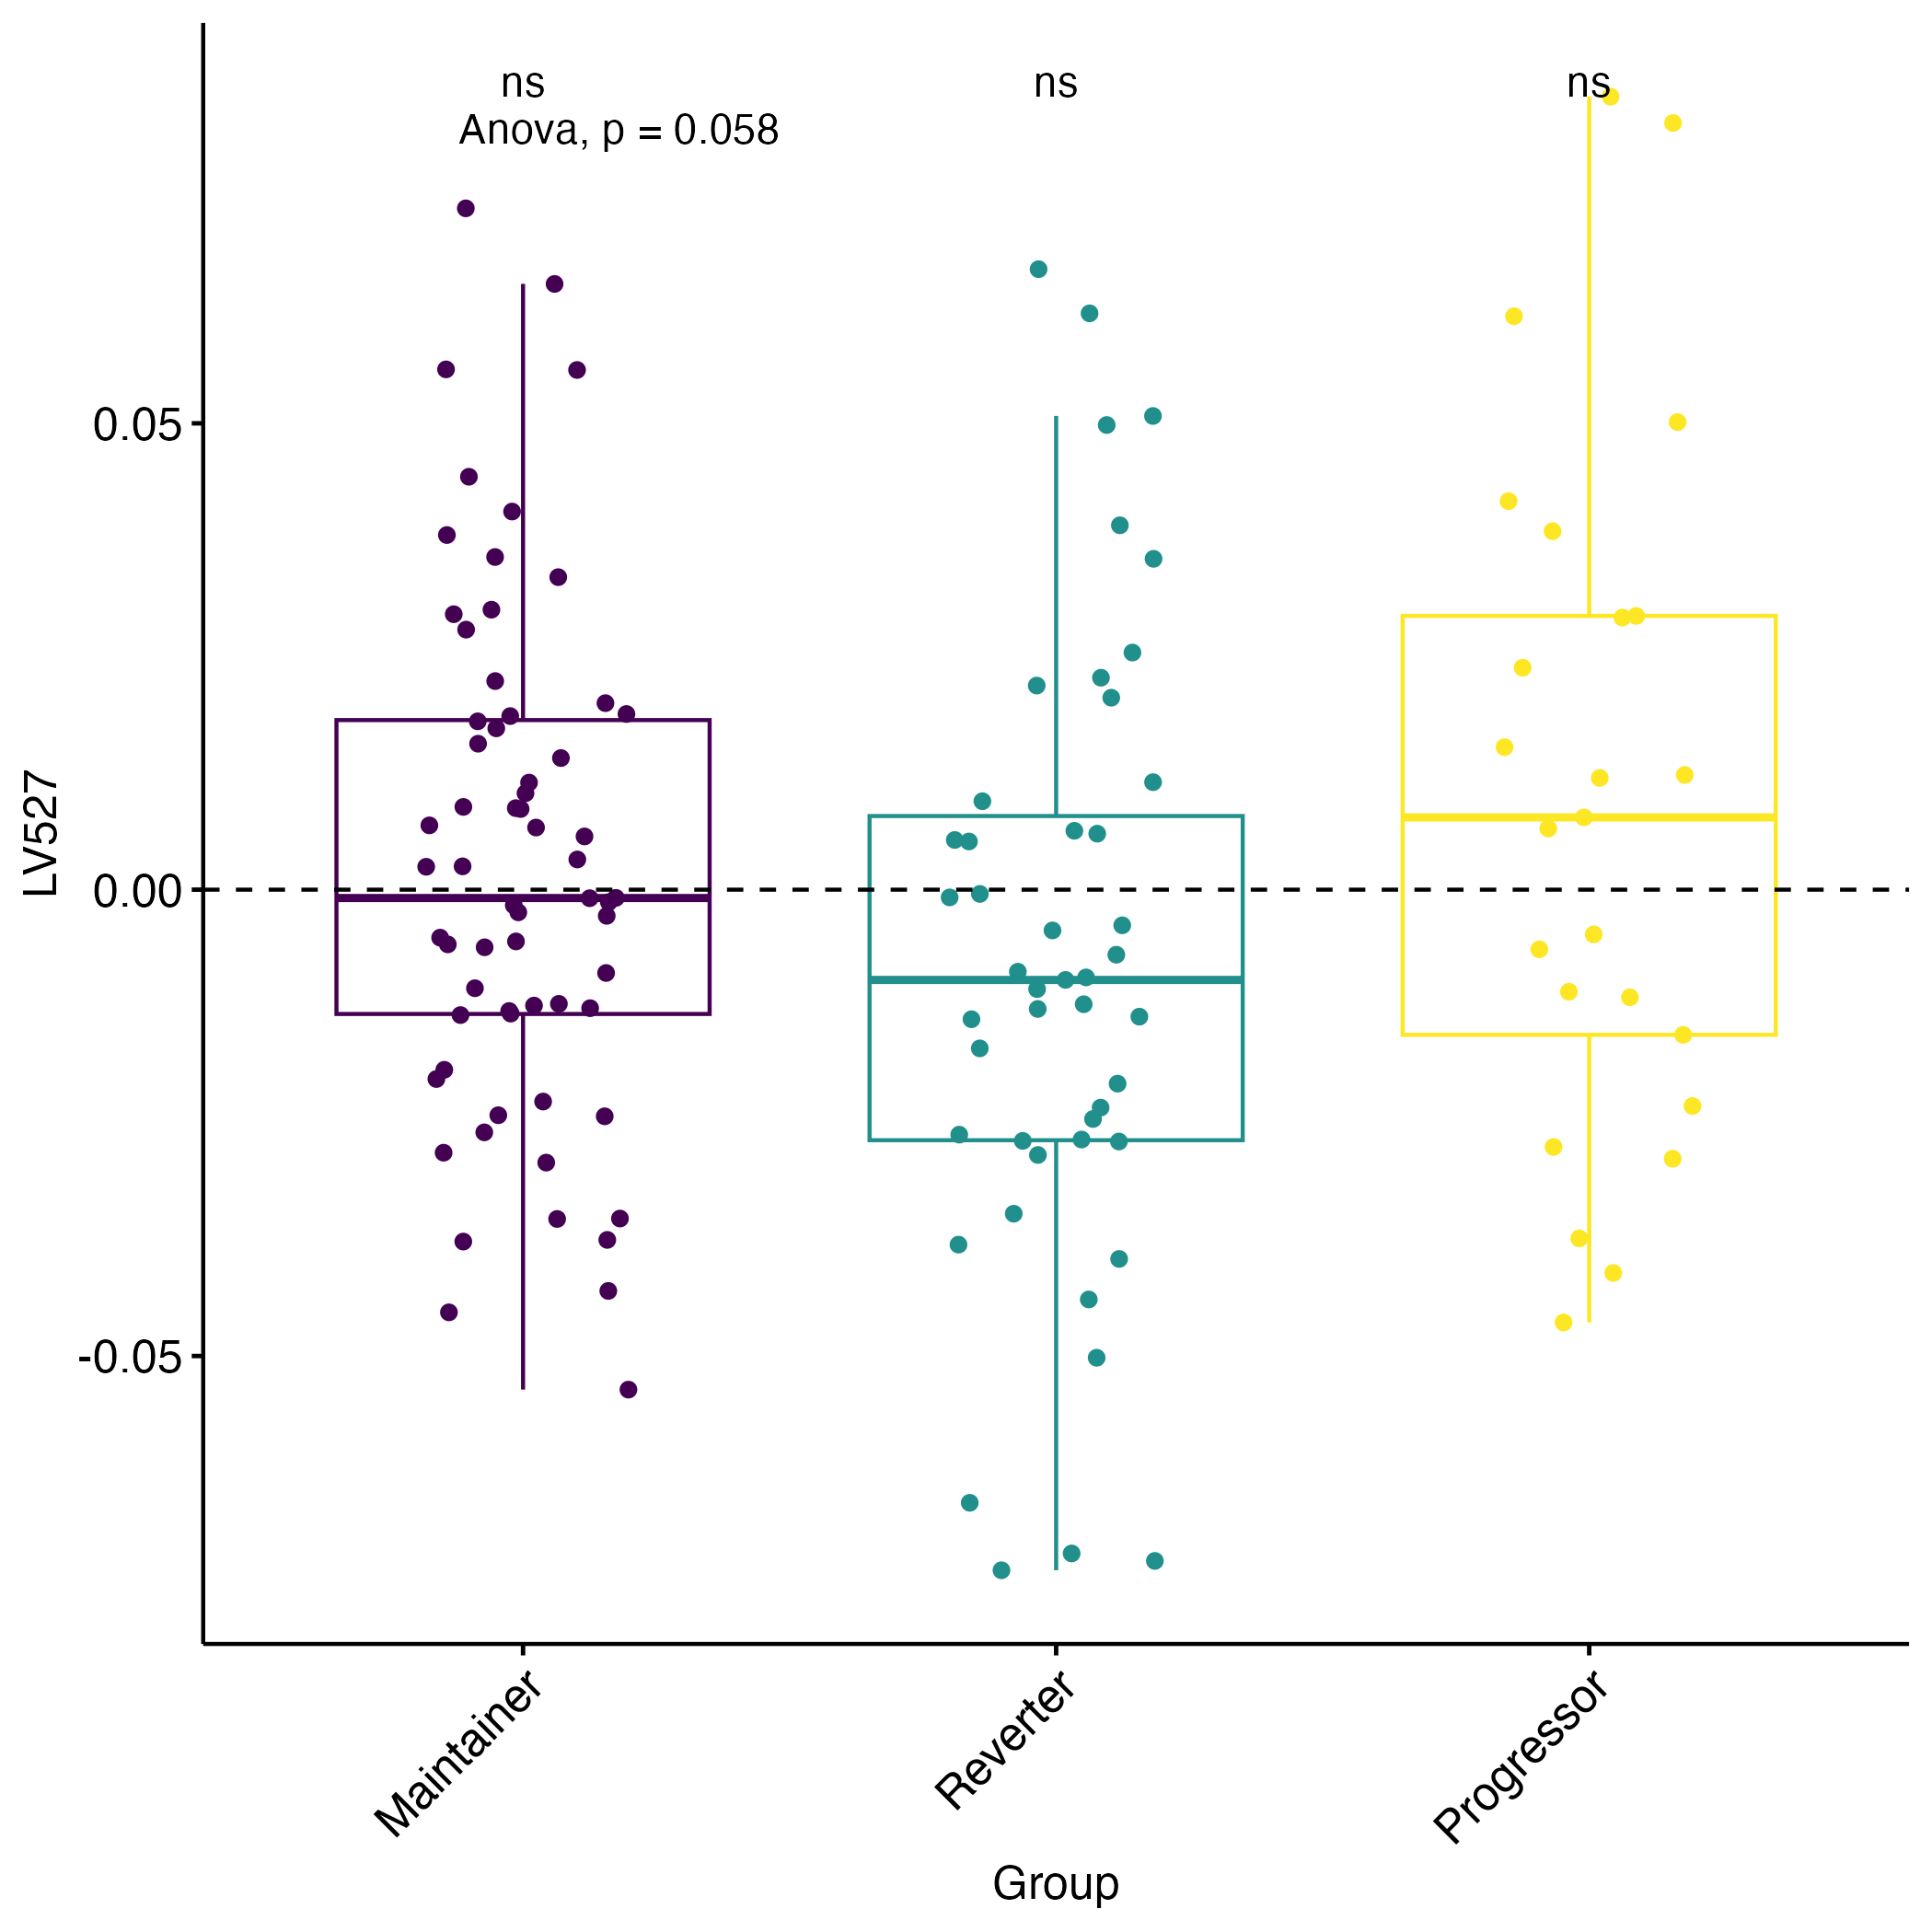 ns ns ns
Anova, p = 0.058
0.05
0.00
-0.05
LV527
Maintainer
Reverter
Progressor
Group